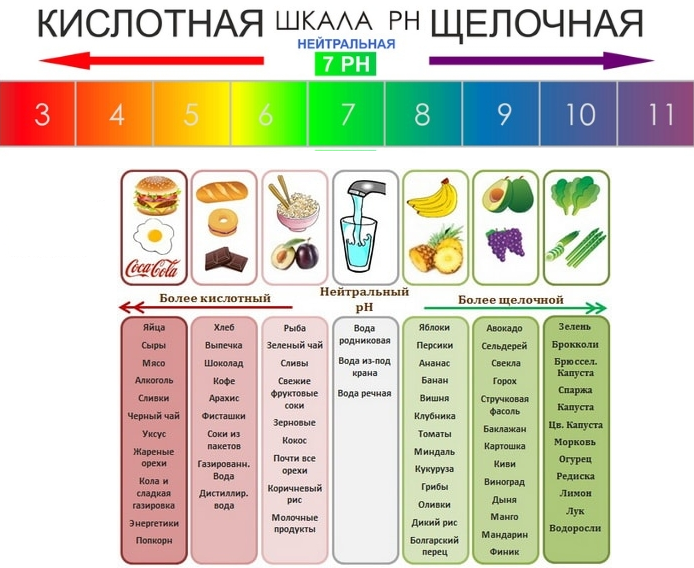 КИСЛОТНАЯ ШКАЛА PH ЩЕЛОЧНАЯ
НЕЙТРАЛЬНАЯ
7 PH
3 4 5 6 7 8 9 10 11
Coca-Cola
Более кислотный
Нейтральный
pH
Более щелочной
Яйца
Сыры
Мясо
Алкоголь
Сливки
Черный чай
Уксус
Жареные
орехи
Кола и
сладкая
газировка
Энергетики
Попкорн
Хлеб
Выпечка
Шоколад
Кофе
Арахис
Фисташки
Соки из
пакетов
Газированн.
Вода
Дистиллир.
вода
Рыба
Зеленый чай
Сливы
Свежие
фруктовые
соки
Зерновые
Кокос
Почти все
орехи
Коричневый
рис
Молочные
продукты
Вода
родниковая
Вода из-под
крана
Вода речная
Яблоки
Персики
Ананас
Банан
Вишня
Клубника
Томаты
Миндаль
Кукуруза
Грибы
Оливки
Дикий рис
Болгарский
перец
Авокадо
Сельдерей
Свекла
Горох
Стручковая
фасоль
Баклажан
Картошка
Киви
Виноград
Дыня
Манго
Мандарин
Финик
Зелень
Брокколи
Брюссел.
Капуста
Спаржа
Капуста
Цв. Капуста
Морковь
Огурец
Редиска
Лимон
Лук
Водоросли